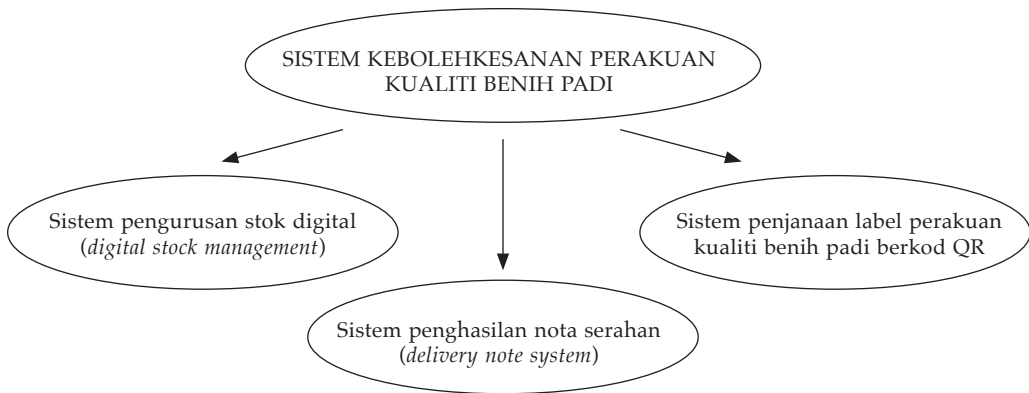 SISTEM KEBOLEHKESANAN PERAKUAN
KUALITI BENIH PADI
Sistem pengurusan stok digital
(digital stock management)
Sistem penjanaan label perakuan
kualiti benih padi berkod QR
Sistem penghasilan nota serahan
(delivery note system)